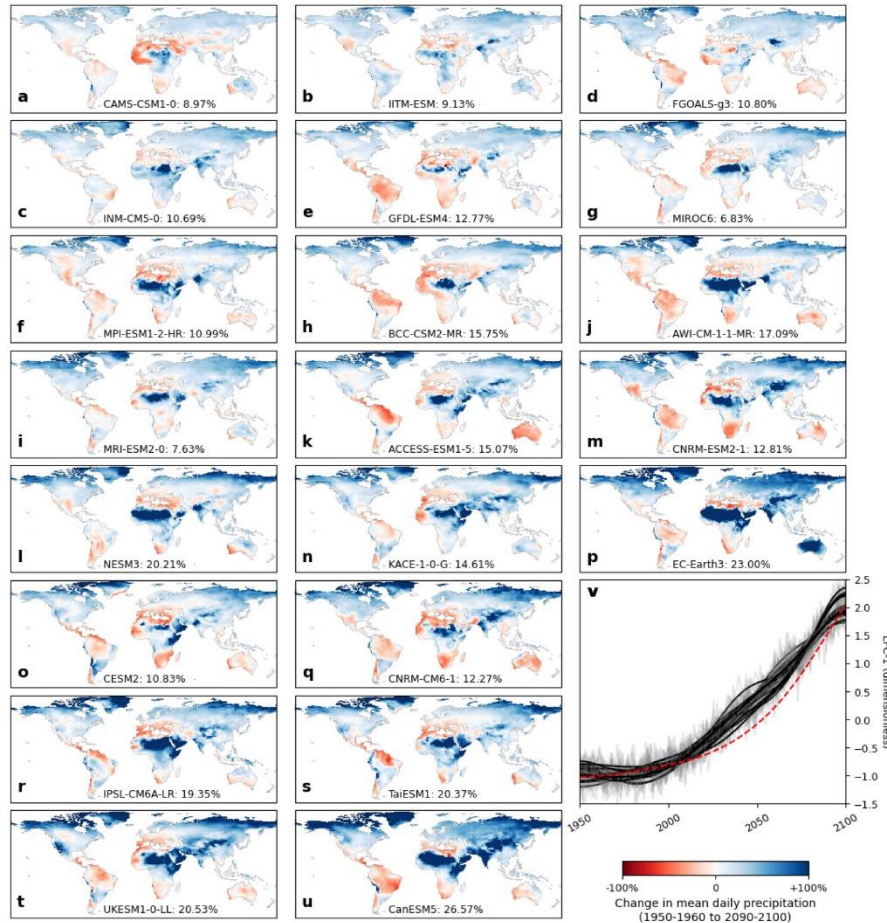 a
CAMS-CSM1-0: 8.97%
b
IITM-ESM: 9.13%
d
FGOALS-g3: 10.80%
c
INM-CM5-0: 10.69%
e
GFDL-ESM4: 12.77%
g
MIROC6: 6.83%
f
MPI-ESM1-2-HR: 10.99%
h
BCC-CSM2-MR: 15.75%
j
AWI-CM-1-1-MR: 17.09%
i
MRI-ESM2-0: 7.63%
k
ACCESS-ESM1-5: 15.07%
m
CNRM-ESM2-1: 12.81%
l
NESM3: 20.21%
n
KACE-1-0-G: 14.61%
p
EC-Earth3: 23.00%
o
CESM2: 10.83%
q
CNRM-CM6-1: 12.27%
v
2.5
2.0
1.5
1.0
0.5
0.0
-0.5
-1.0
-1.5
1950
2000
2050
2100
r
IPSL-CM6A-LR: 19.35%
s
TaiESM1: 20.37%
t
UKESM1-0-LL: 20.53%
u
CanESM5: 26.57%
-100%
0
+100%
Change in mean daily precipitation
(1950-1960 to 2090-2100)